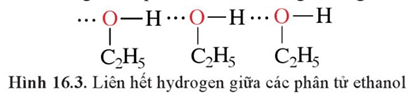 ···O—H···O—H···O—H
C₂H₅ C₂H₅ C₂H₅
Hình 16.3. Liên hết hydrogen giữa các phân tử ethanol